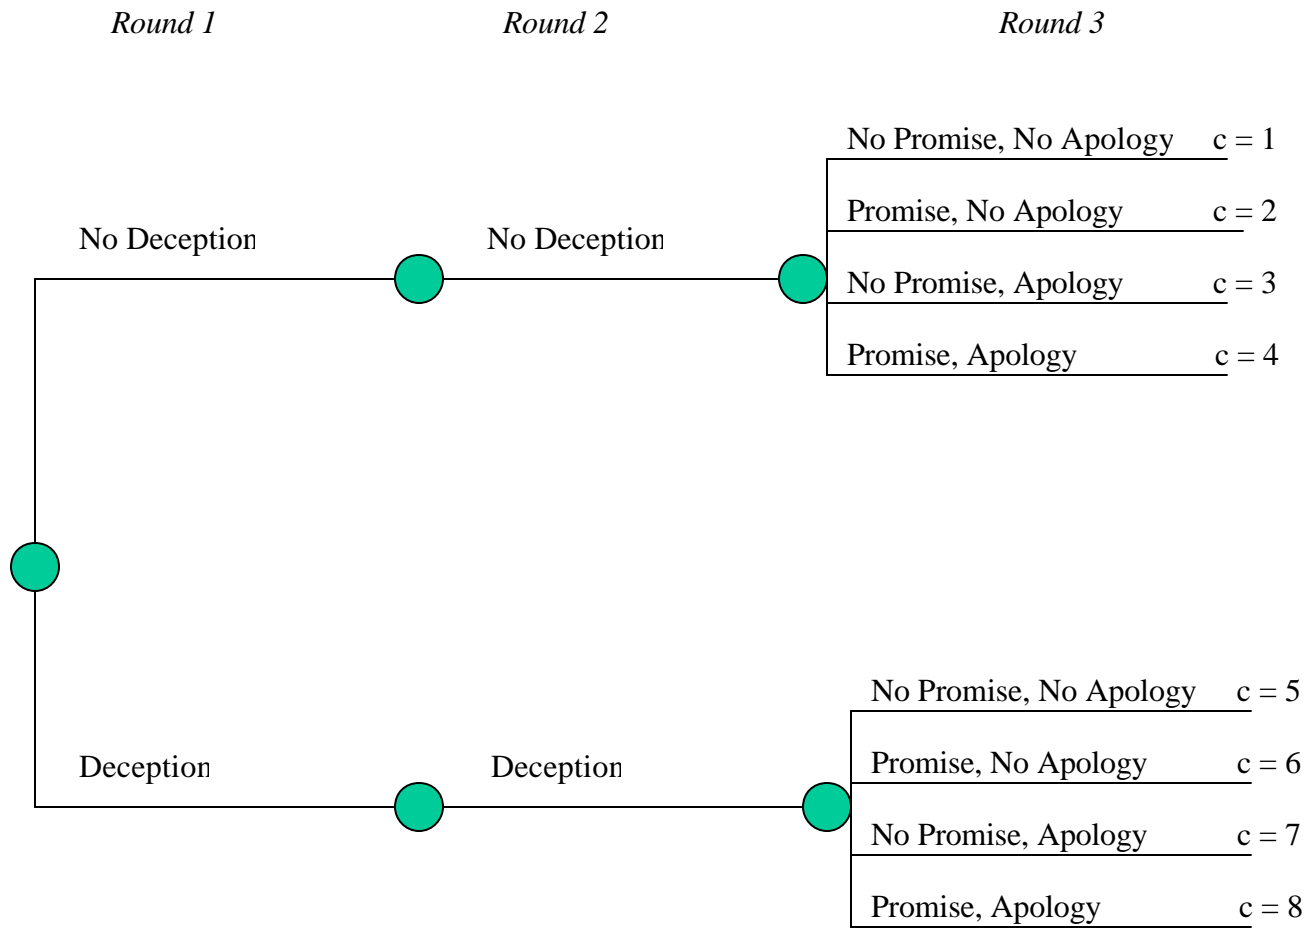 Round 1 Round 2 Round 3
No Promise, No Apology c = 1
Promise, No Apology c = 2
No Deception No Deception
No Promise, Apology c = 3
Promise, Apology c = 4
No Promise, No Apology c = 5
Deception Deception
Promise, No Apology c = 6
No Promise, Apology c = 7
Promise, Apology c = 8